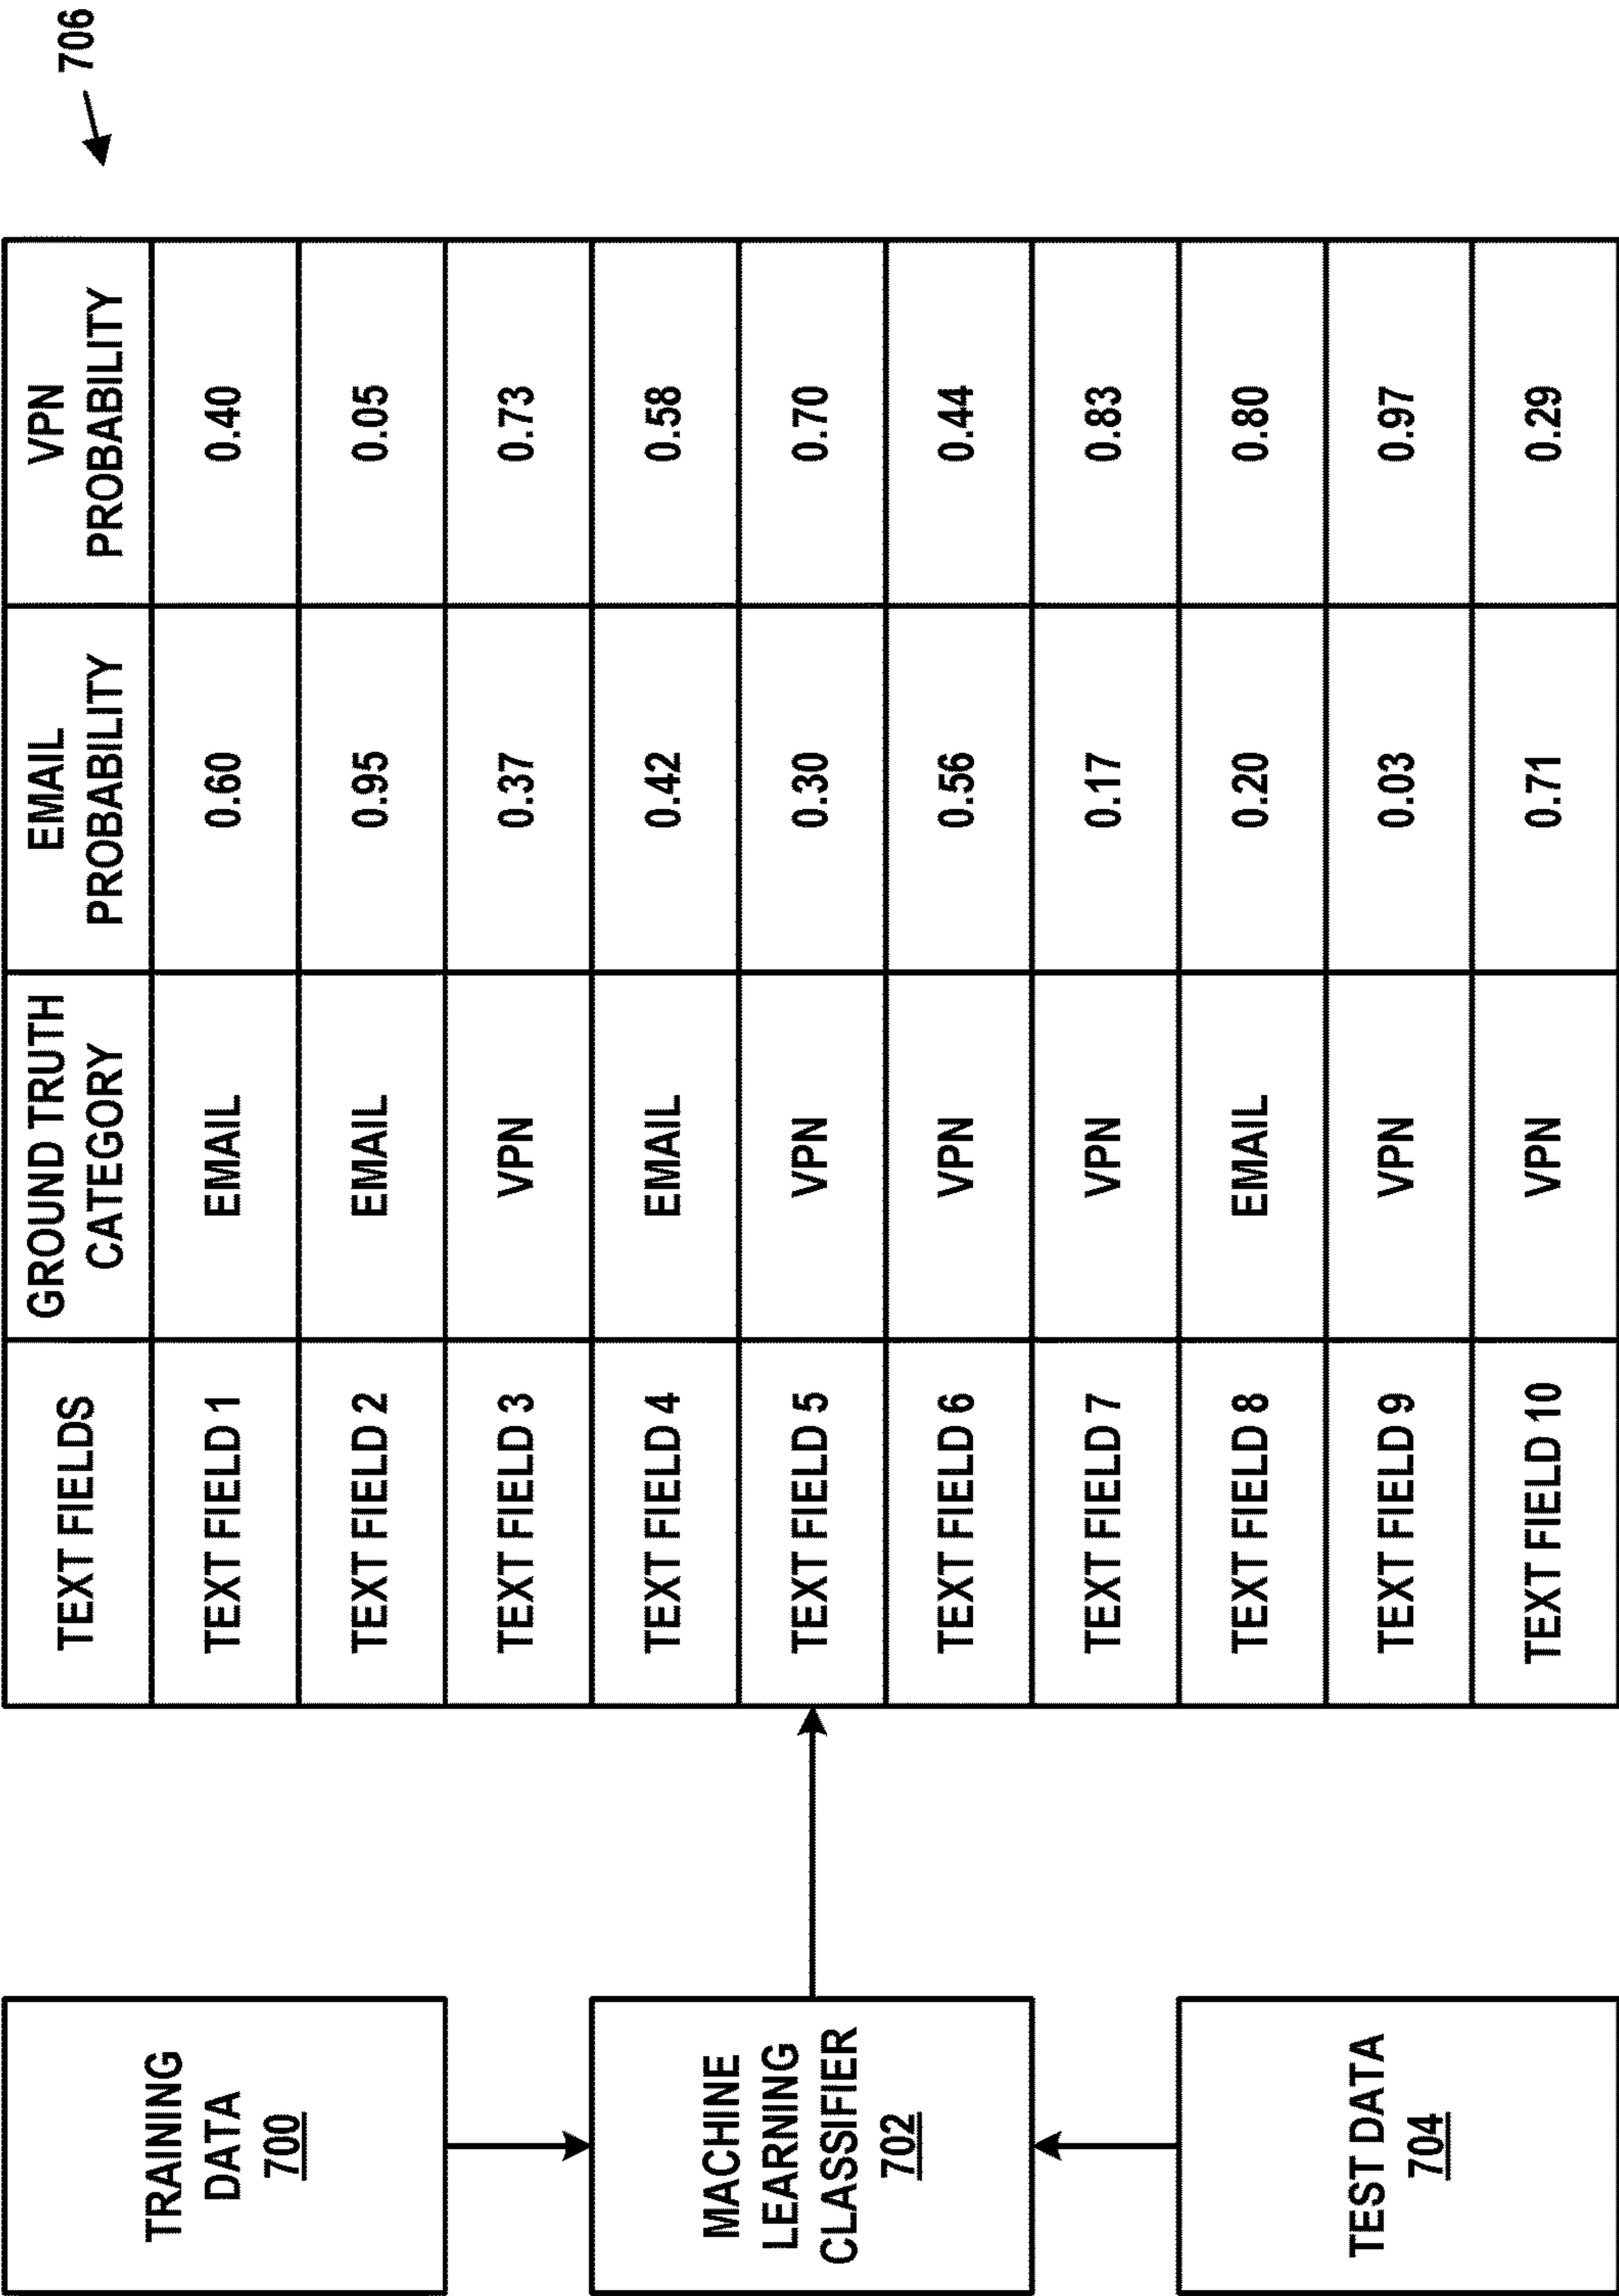 TRAINING
DATA
700
MACHINE
LEARNING
CLASSIFIER
702
TEST DATA
704
706
TEXT FIELDS GROUND TRUTH CATEGORY EMAIL PROBABILITY VPN PROBABILITY
TEXT FIELD 1 EMAIL 0.60 0.40
TEXT FIELD 2 EMAIL 0.95 0.05
TEXT FIELD 3 VPN 0.37 0.73
TEXT FIELD 4 EMAIL 0.42 0.58
TEXT FIELD 5 VPN 0.30 0.70
TEXT FIELD 6 VPN 0.56 0.44
TEXT FIELD 7 VPN 0.17 0.83
TEXT FIELD 8 EMAIL 0.20 0.80
TEXT FIELD 9 VPN 0.03 0.97
TEXT FIELD 10 VPN 0.71 0.29